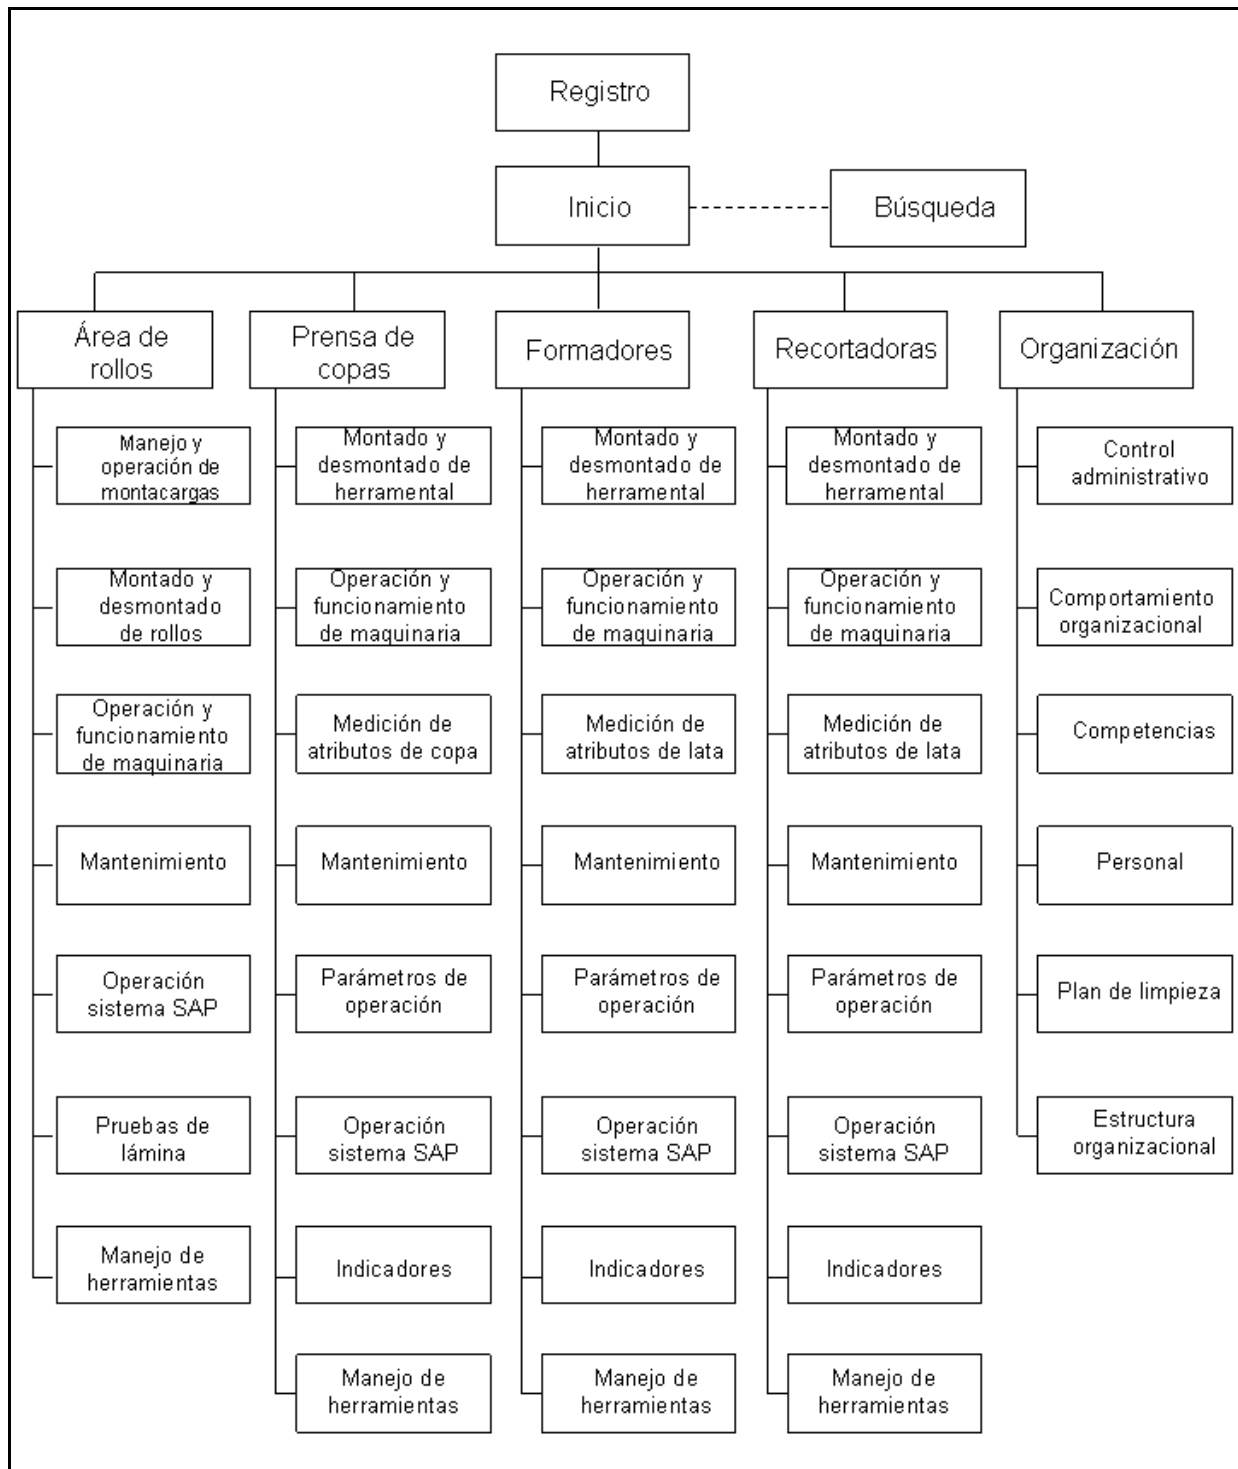 Registro
Inicio
Búsqueda
Área de
rollos
Prensa de
copas
Formadores
Recortadoras
Organización
Manejo y
operación de
montacargas
Montado y
desmontado de
herramental
Montado y
desmontado de
herramental
Montado y
desmontado de
herramental
Control
administrativo
Montado y
desmontado
de rollos
Operación y
funcionamiento
de maquinaria
Operación y
funcionamiento
de maquinaria
Operación y
funcionamiento
de maquinaria
Comportamiento
organizacional
Operación y
funcionamiento
de maquinaria
Medición de
atributos de copa
Medición de
atributos de lata
Medición de
atributos de lata
Competencias
Mantenimiento
Mantenimiento
Mantenimiento
Mantenimiento
Personal
Operación
sistema SAP
Parámetros de
operación
Parámetros de
operación
Parámetros de
operación
Plan de limpieza
Pruebas de
lámina
Operación
sistema SAP
Operación
sistema SAP
Operación
sistema SAP
Estructura
organizacional
Manejo de
herramientas
Indicadores
Indicadores
Indicadores
Manejo de
herramientas
Manejo de
herramientas
Manejo de
herramientas